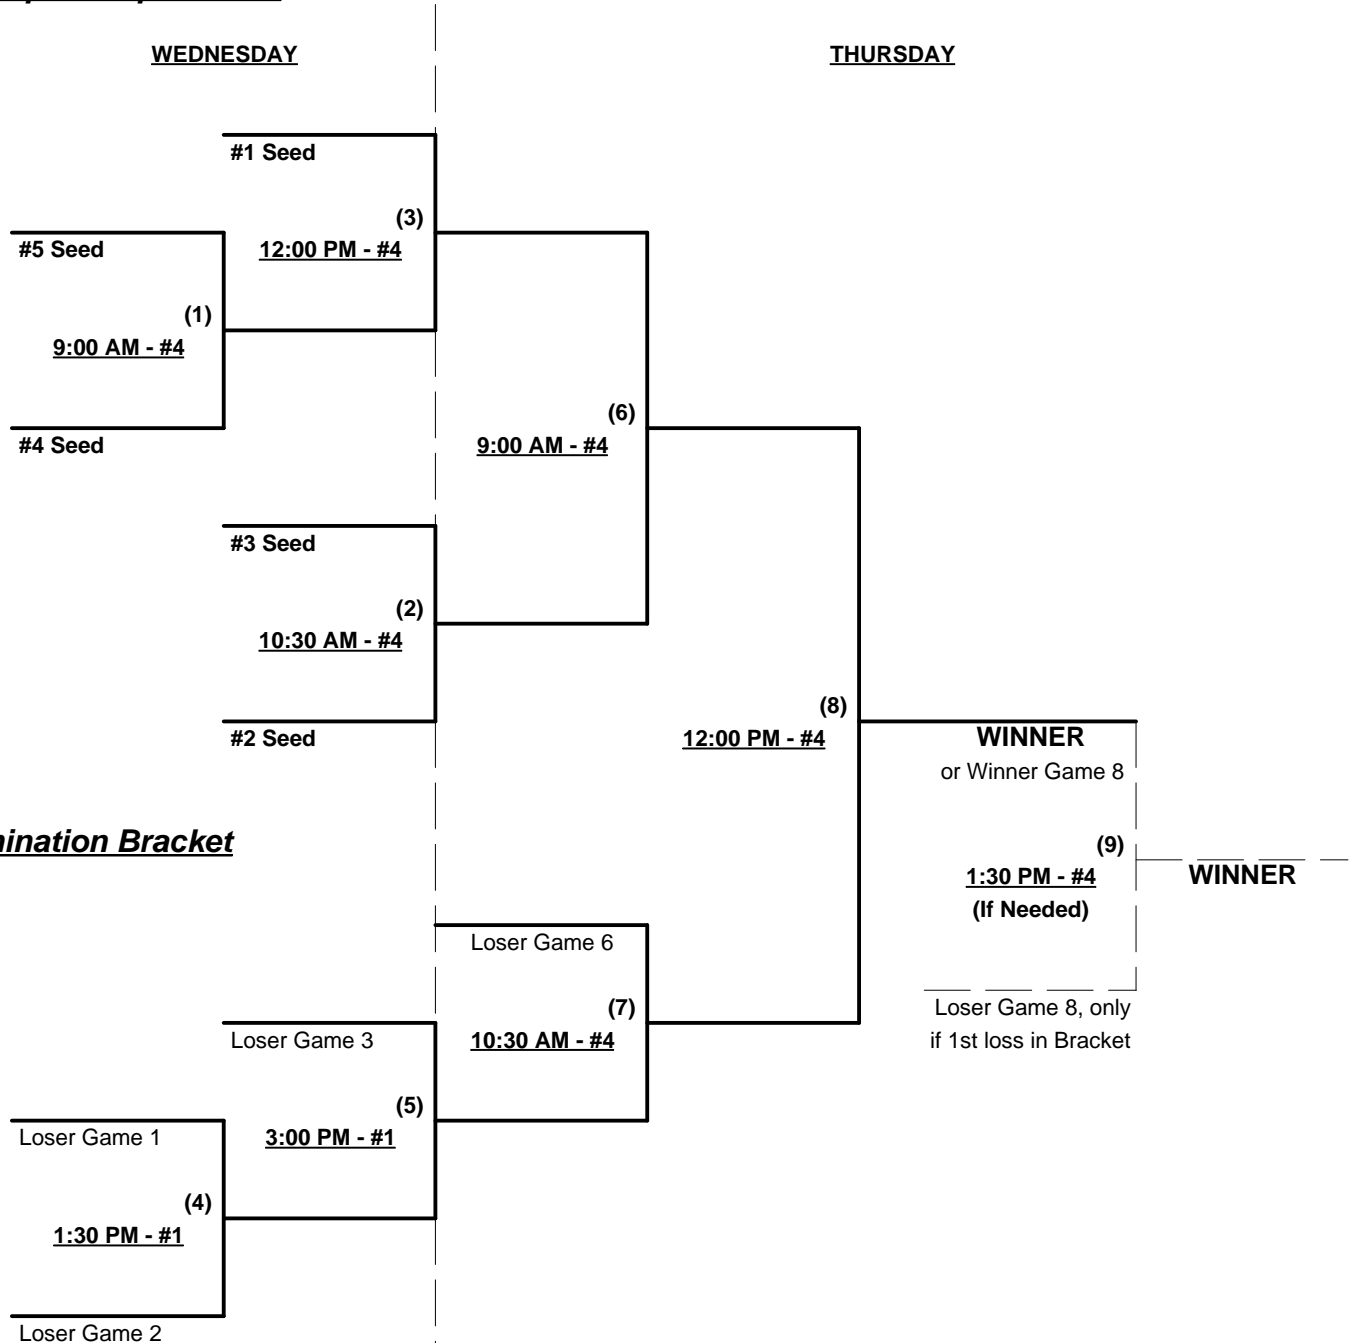 WEDNESDAY
THURSDAY
#1 Seed
(3)
12:00 PM - #4
#5 Seed
(1)
9:00 AM - #4
#4 Seed
(6)
9:00 AM - #4
#3 Seed
(2)
10:30 AM - #4
#2 Seed
(8)
12:00 PM - #4
WINNER
or Winner Game 8
(9)
1:30 PM - #4
(If Needed)
WINNER
Loser Game 8, only
if 1st loss in Bracket
Bracket
Loser Game 6
(7)
10:30 AM - #4
Loser Game 3
(5)
3:00 PM - #1
Loser Game 1
(4)
1:30 PM - #1
Loser Game 2